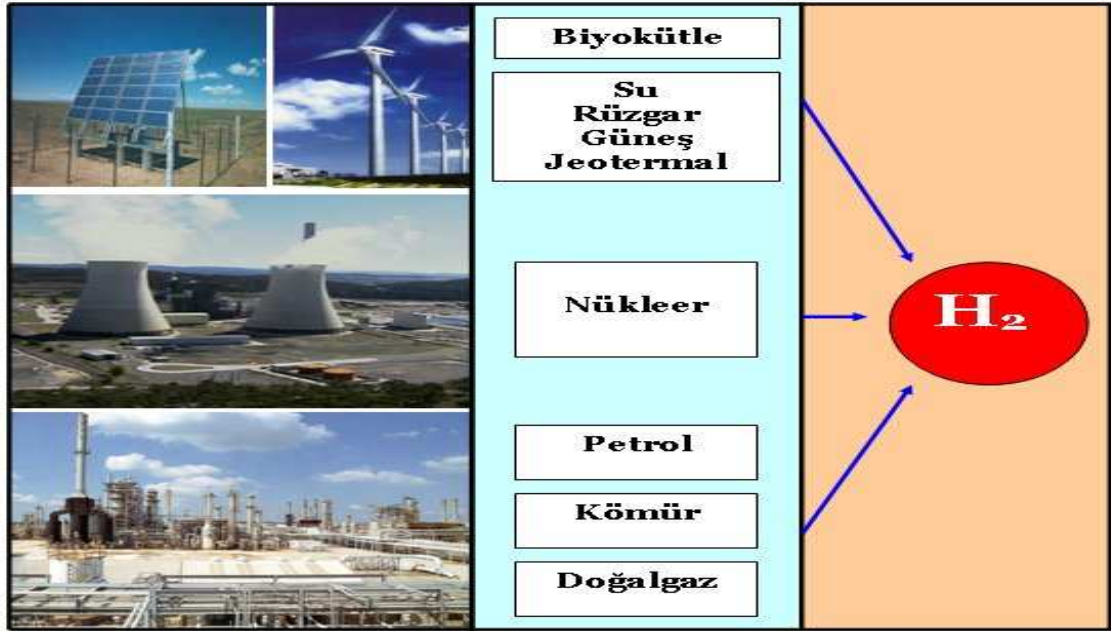 Biyokütle
Su
Rüzgar
Güneş
Jeotermal
Nükleer
Petrol
Kömür
Doğalgaz
H₂